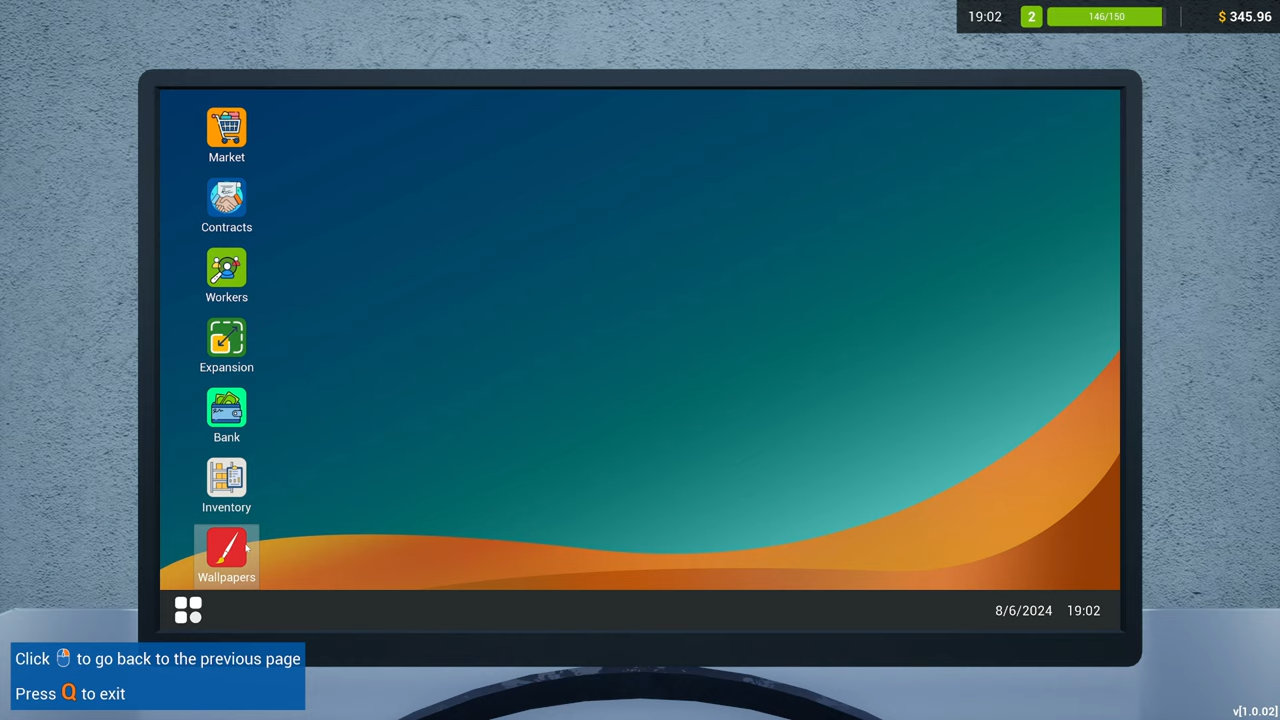 19:02 2 146/150 $ 345.96
Market
Contracts
Workers
Expansion
Bank
Inventory
Wallpapers
8/6/2024 19:02
Click to go back to the previous page
Press Q to exit
v[1.0.02]